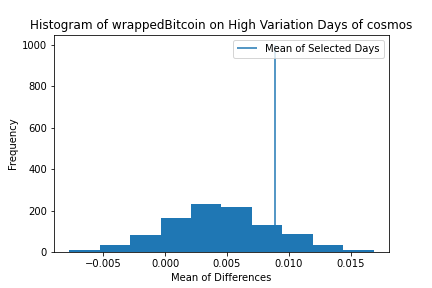 Histogram of wrappedBitcoin on High Variation Days of cosmos
Mean of Selected Days
1000
800
600
400
200
0
Frequency
−0.005
0.000
0.005
0.010
0.015
Mean of Differences